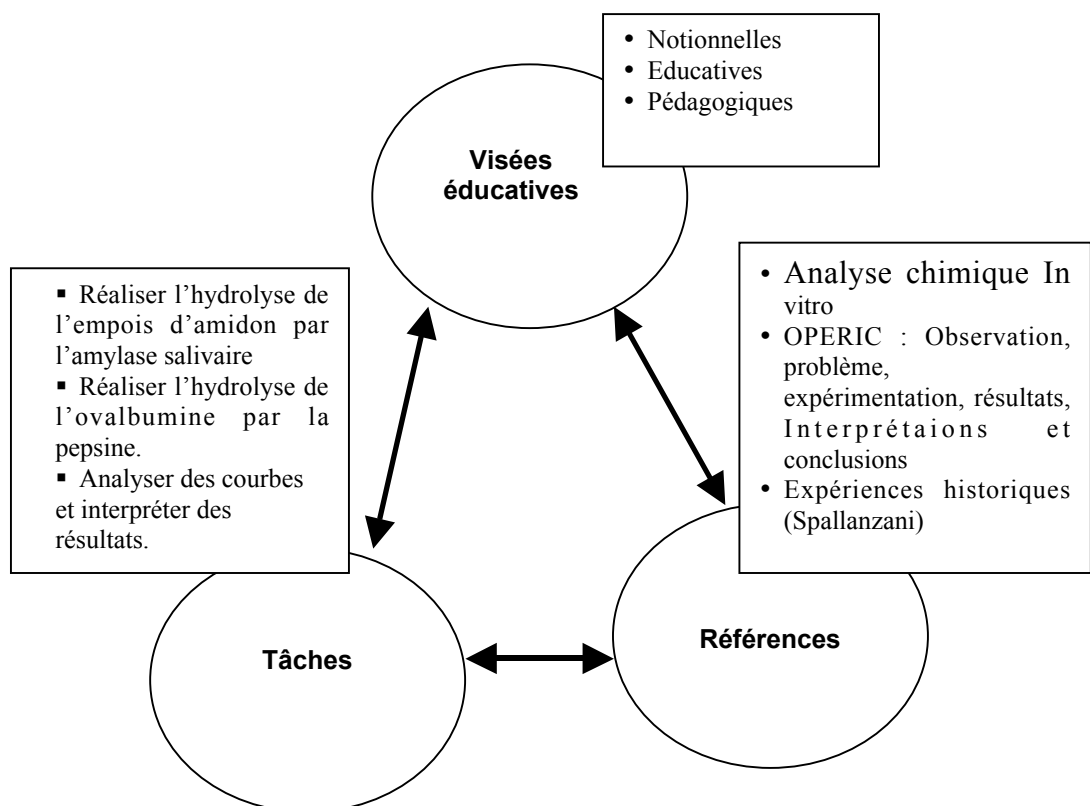 • Notionnelles
• Educatives
• Pédagogiques
Visées
éducatives
▪ Réaliser l’hydrolyse de
l’empois d’amidon par
l’amylase salivaire
▪ Réaliser l’hydrolyse de
l’ovalbumine par la
pepsine.
▪ Analyser des courbes
et interpréter des
résultats.
• Analyse chimique In
vitro
• OPERIC : Observation,
problème,
expérimentation, résultats,
Interprétaions et
conclusions
• Expériences historiques
(Spallanzani)
Tâches
Références